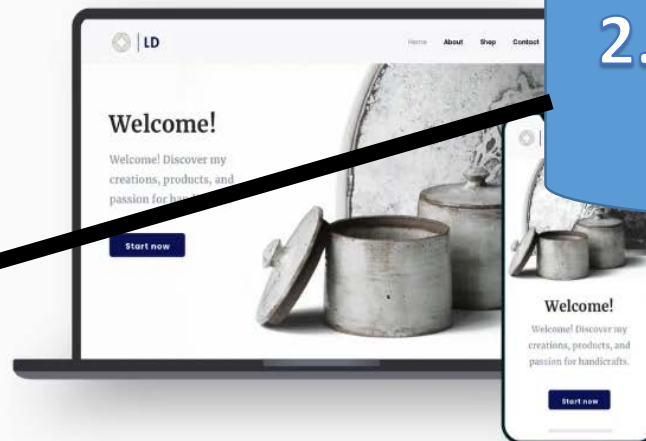 LD
Home About Shop Contact
2.
Welcome!
Welcome! Discover my
creations, products, and
passion for
Start now
Welcome!
Welcome! Discover my
creations, products, and
passion for handicrafts.
Start now